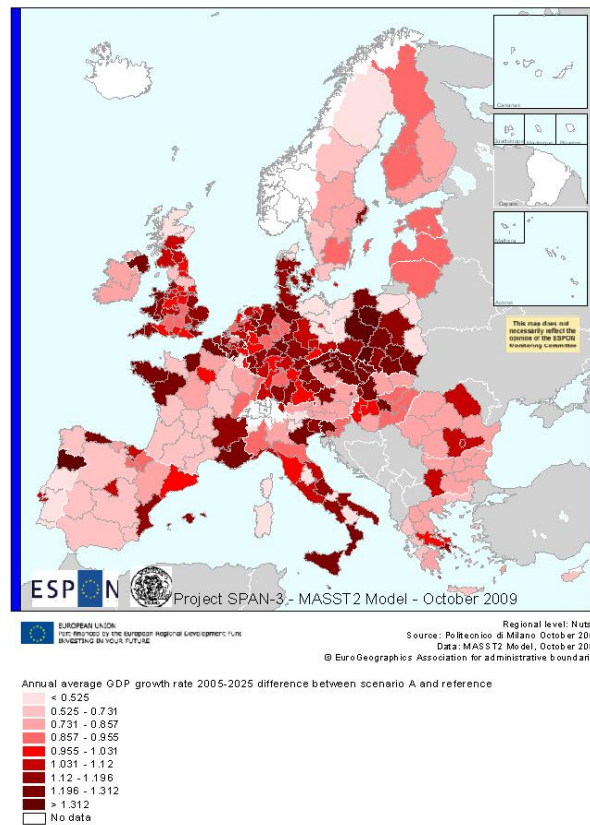 Canarias
Guadeloupe Martinique Réunion
Guyane
Madeira
Acores
This map does not
necessarily reflect the
opinion of the ESPON
Monitoring Committee
ESPON
Project SPAN-3 - MASST2 Model - October 2009
EUROPEAN UNION
Part-financed by the European Regional Development Fund
INVESTING IN YOUR FUTURE
Regional level: Nuts
Source: Politecnico di Milano October 20
Data: MASST2 Model, October 20
© EuroGeographics Association for administrative boundari
Annual average GDP growth rate 2005-2025 difference between scenario A and reference
< 0.525
0.525 - 0.731
0.731 - 0.857
0.857 - 0.955
0.955 - 1.031
1.031 - 1.12
1.12 - 1.196
1.196 - 1.312
> 1.312
No data